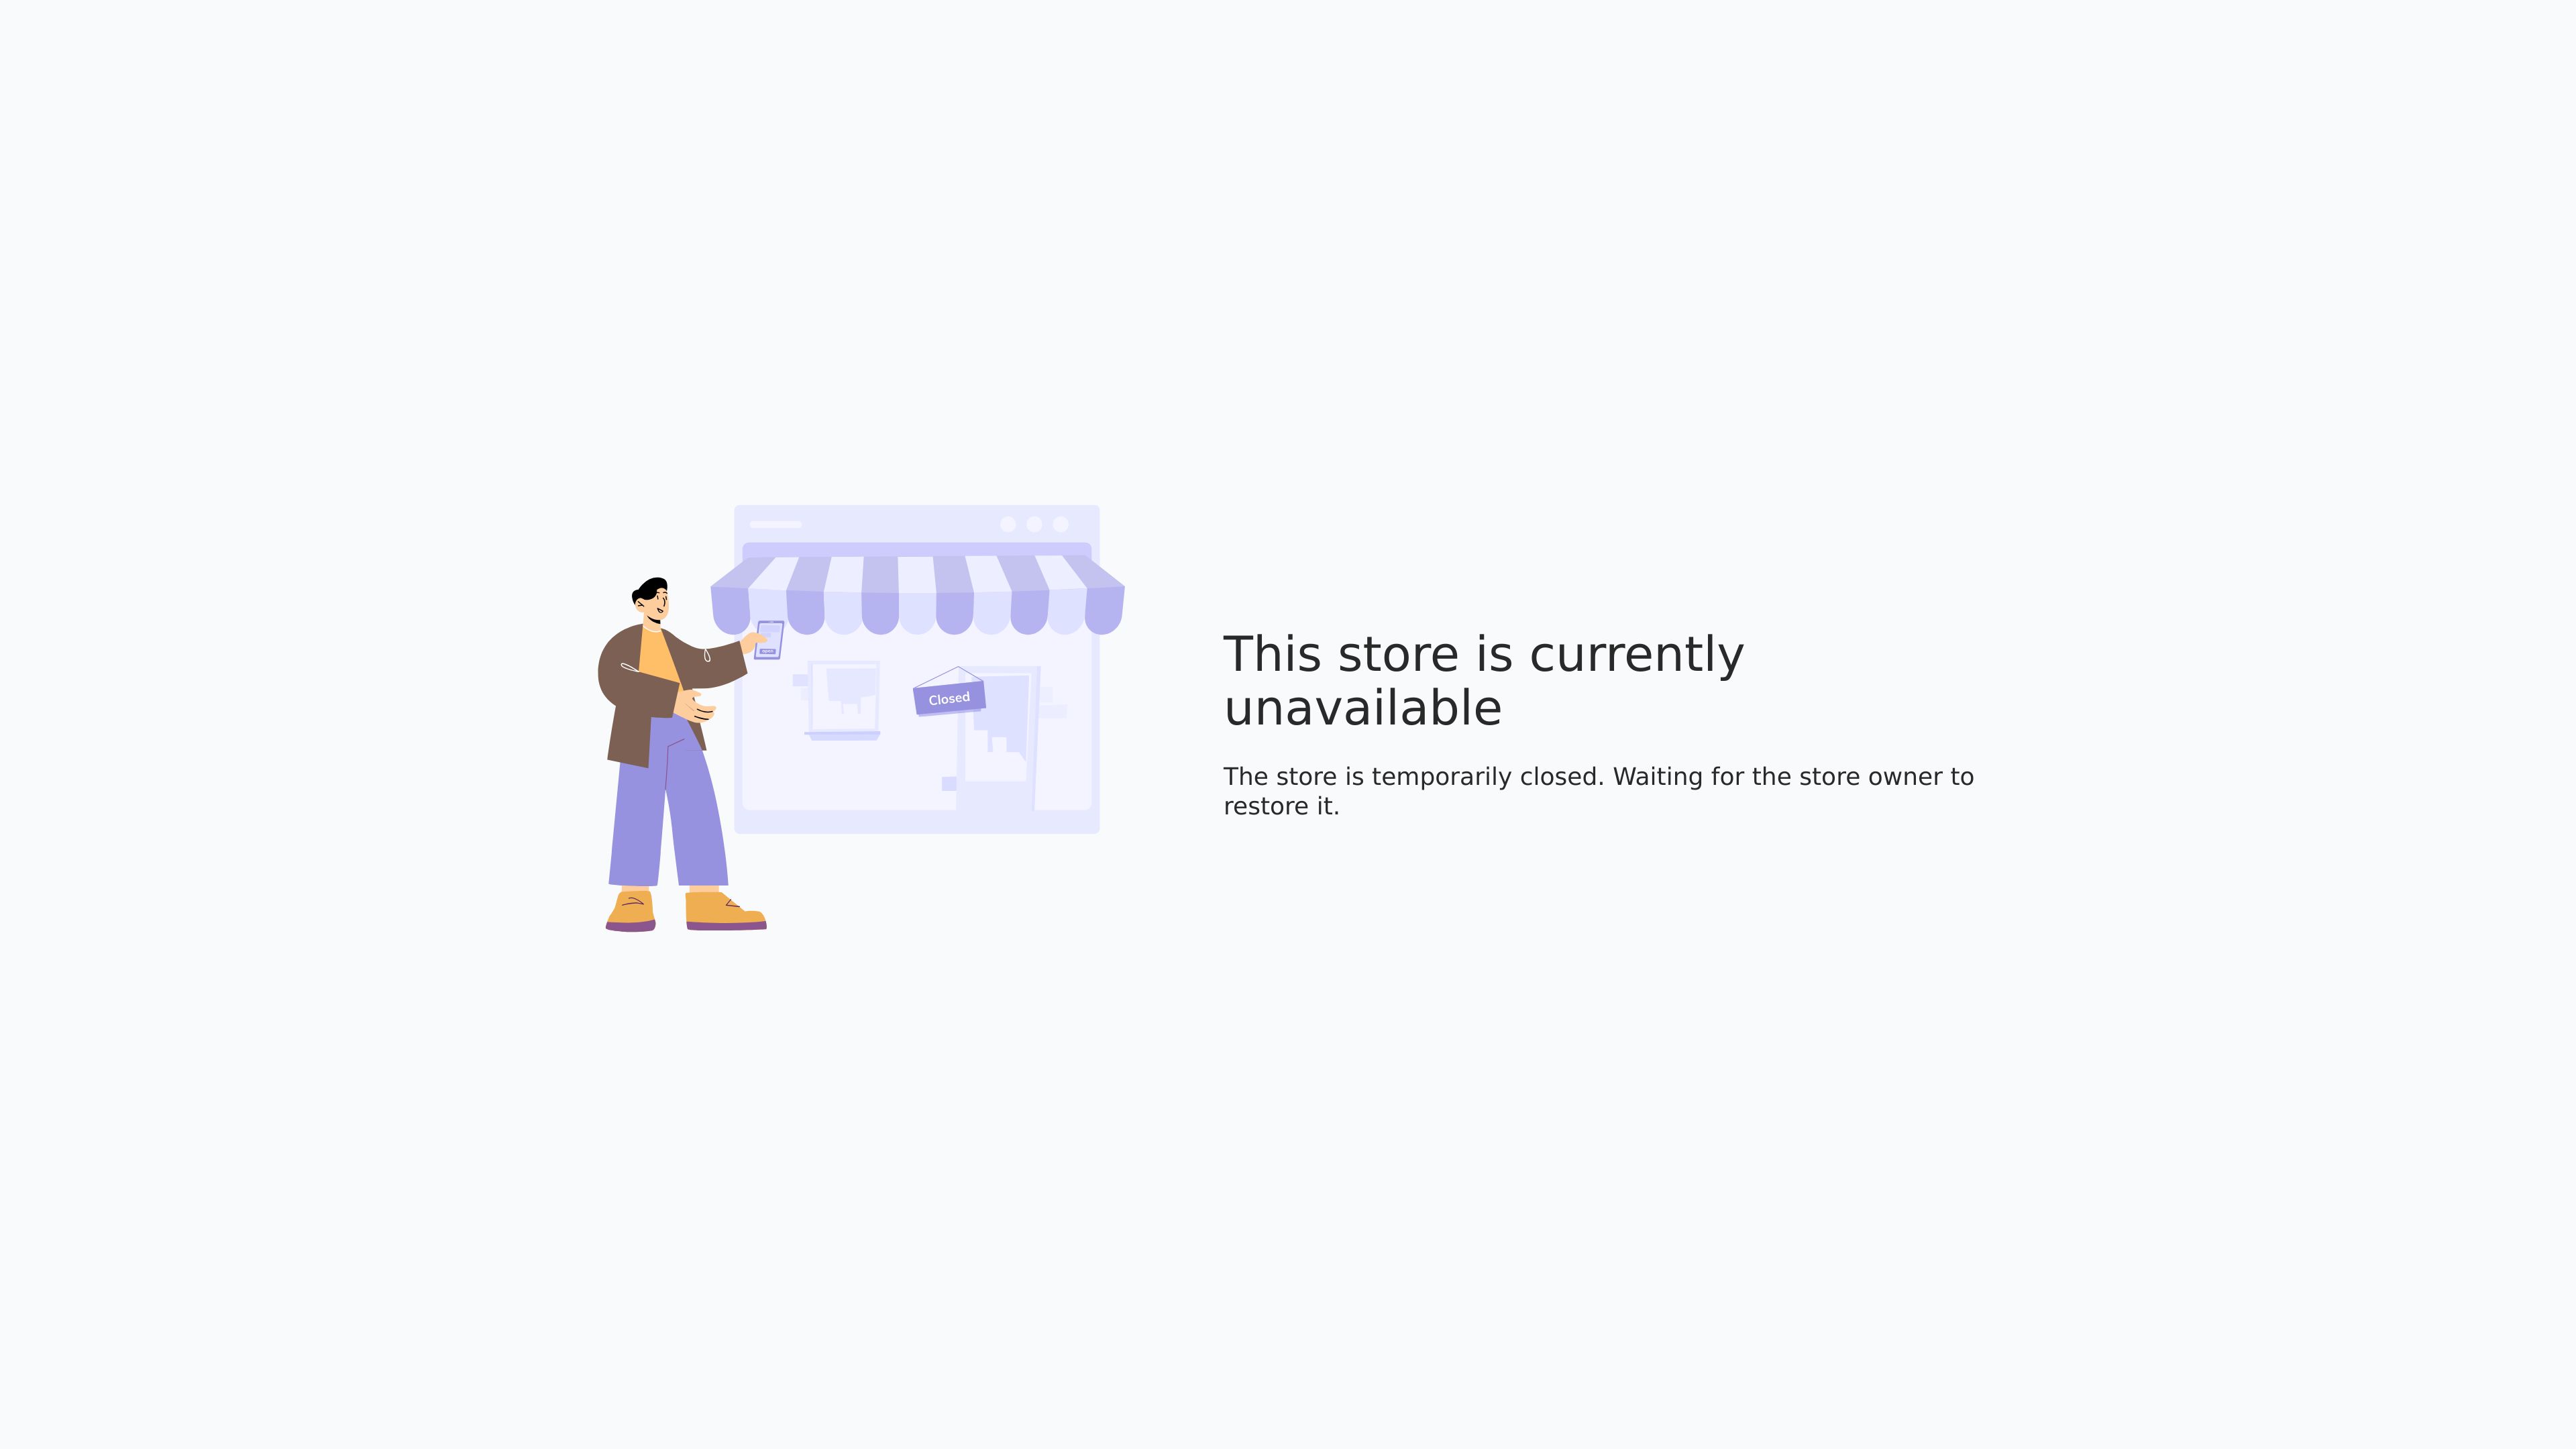 Closed
This store is currently
unavailable
The store is temporarily closed. Waiting for the store owner to
restore it.